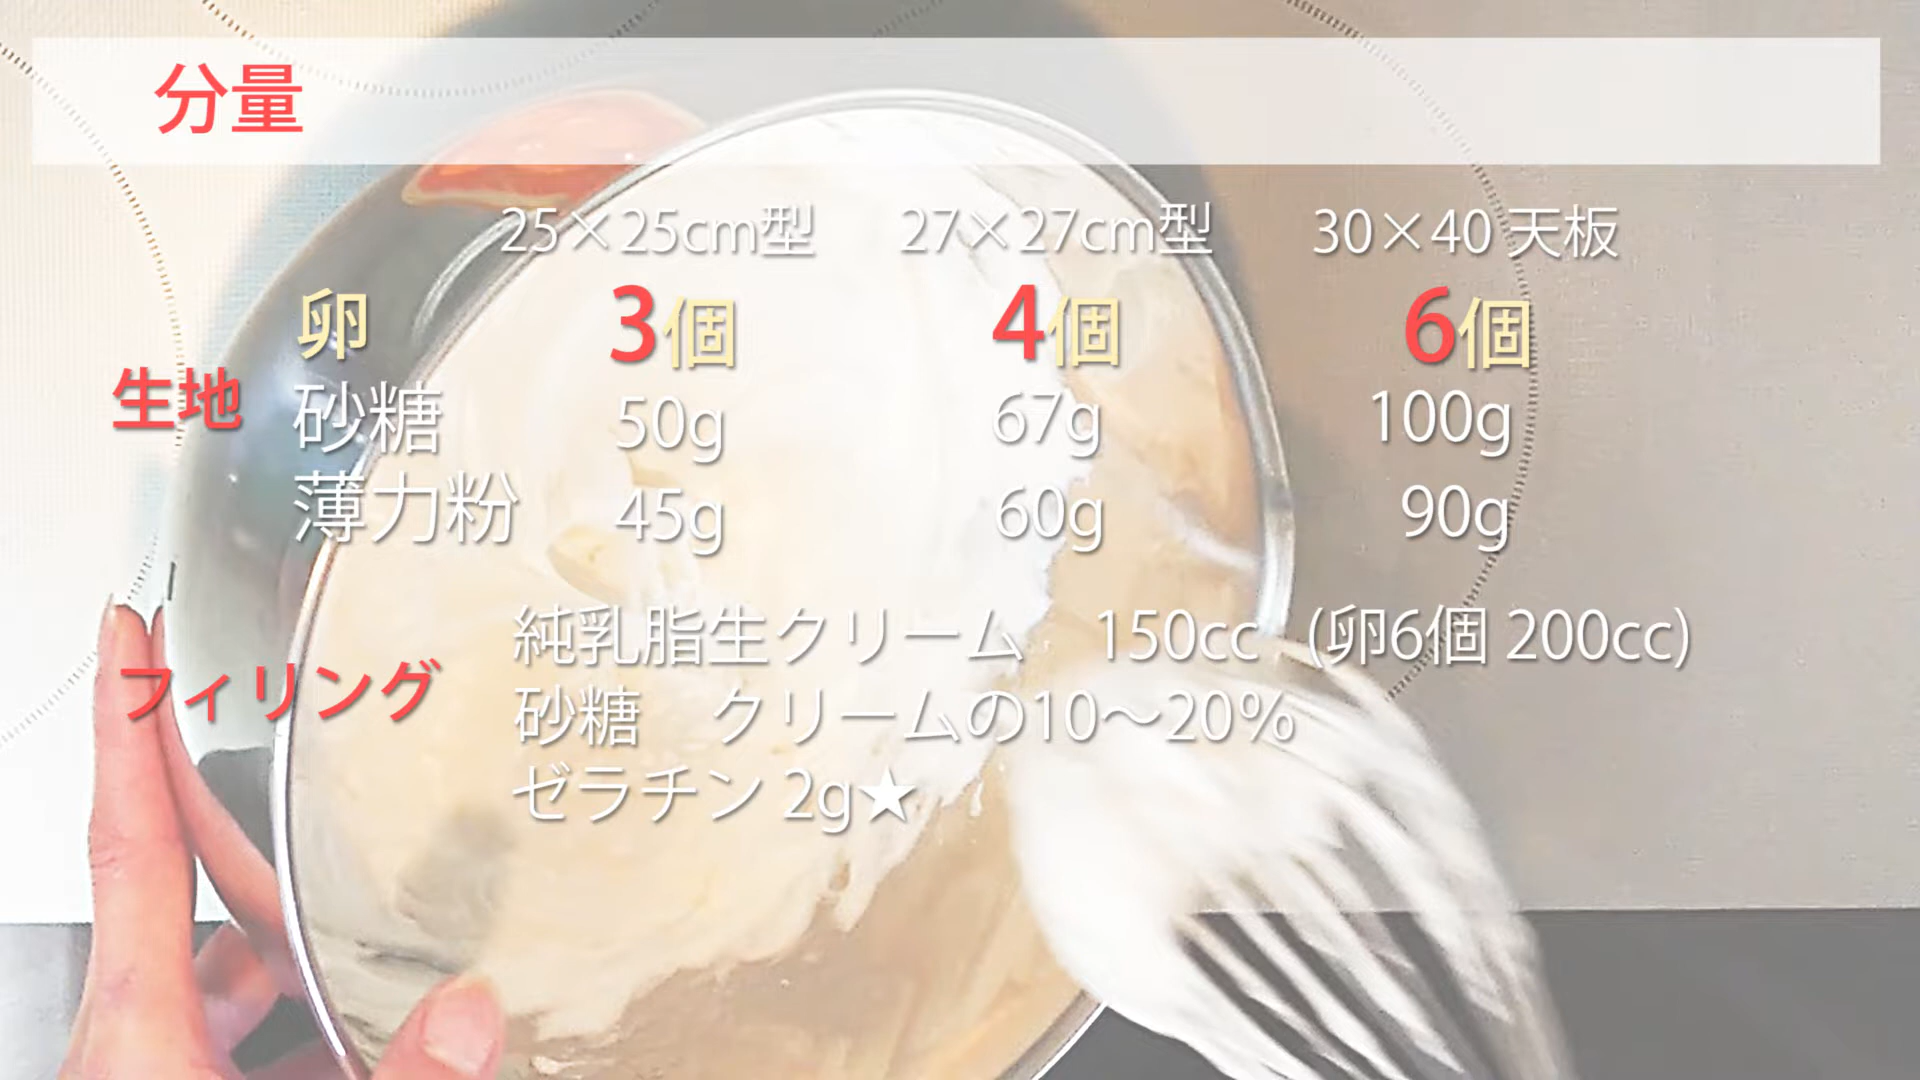 分量
25×25cm型 27×27cm型 30×40 天板
卵 3個 4個 6個
生地
砂糖 50g 67g 100g
薄力粉 45g 60g 90g
純乳脂生クリーム 150cc (卵6個 200cc)
フィリング
砂糖 クリームの10～20%
ゼラチン 2g★